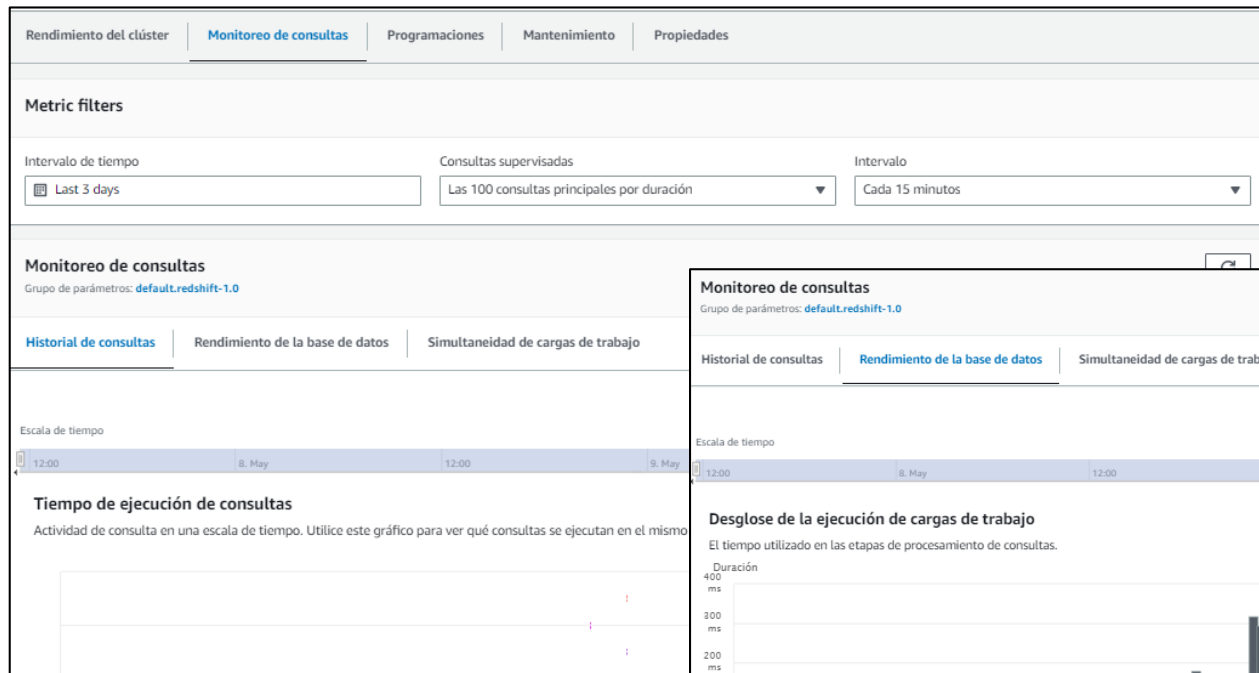 Rendimiento del clúster Monitoreo de consultas Programaciones Mantenimiento Propiedades
Metric filters
Intervalo de tiempo Consultas supervisadas Intervalo
Last 3 days Las 100 consultas principales por duración Cada 15 minutos
Monitoreo de consultas
Grupo de parámetros: default.redshift-1.0
Historial de consultas Rendimiento de la base de datos Simultaneidad de cargas de trabajo
Escala de tiempo
12:00 8. May 12:00 9. May
Tiempo de ejecución de consultas
Actividad de consulta en una escala de tiempo. Utilice este gráfico para ver qué consultas se ejecutan en el mismo
Monitoreo de consultas
Grupo de parámetros: default.redshift-1.0
Historial de consultas Rendimiento de la base de datos Simultaneidad de cargas de trab
Escala de tiempo
12:00 8. May 12:00
Desglose de la ejecución de cargas de trabajo
El tiempo utilizado en las etapas de procesamiento de consultas.
Duración
400
ms
300
ms
200
ms